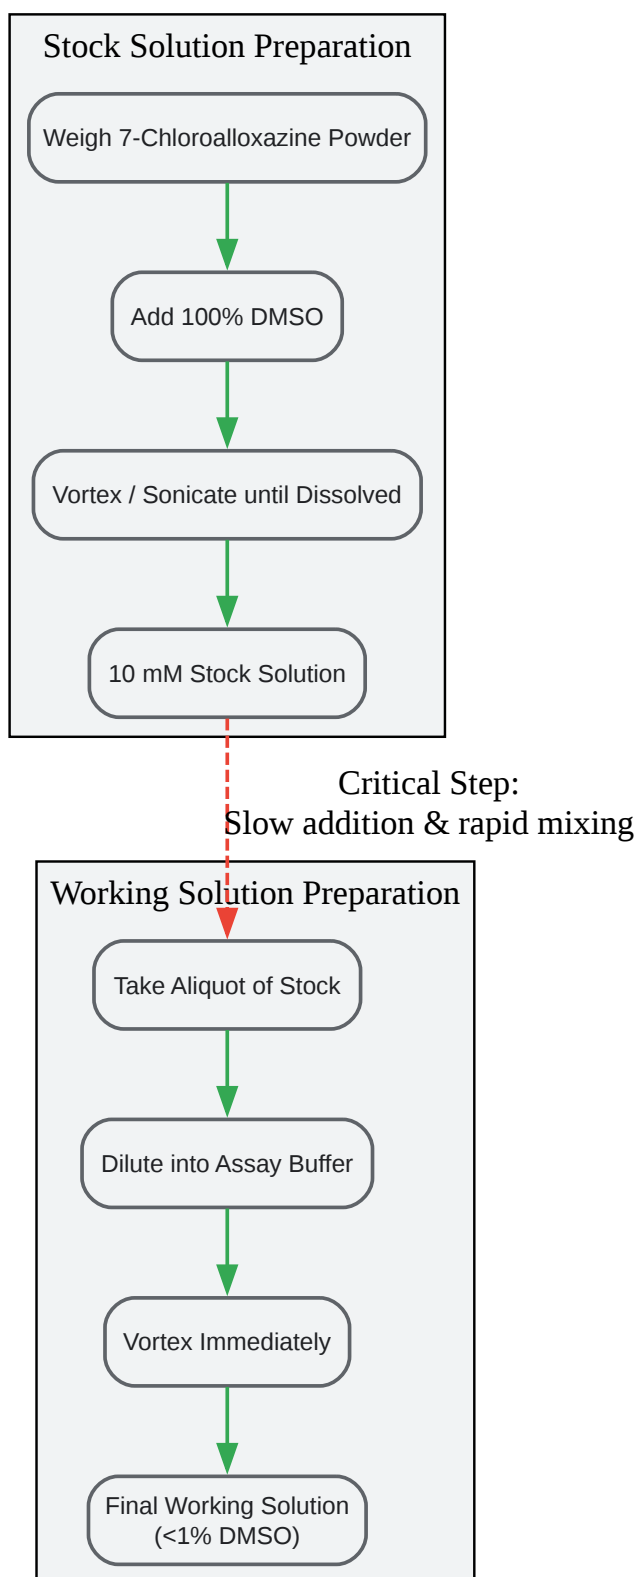 Stock Solution Preparation
Weigh 7-Chloroalloxazine Powder
Add 100% DMSO
Vortex / Sonicate until Dissolved
10 mM Stock Solution
Critical Step:
Slow addition & rapid mixing
Working Solution Preparation
Take Aliquot of Stock
Dilute into Assay Buffer
Vortex Immediately
Final Working Solution
(<1% DMSO)